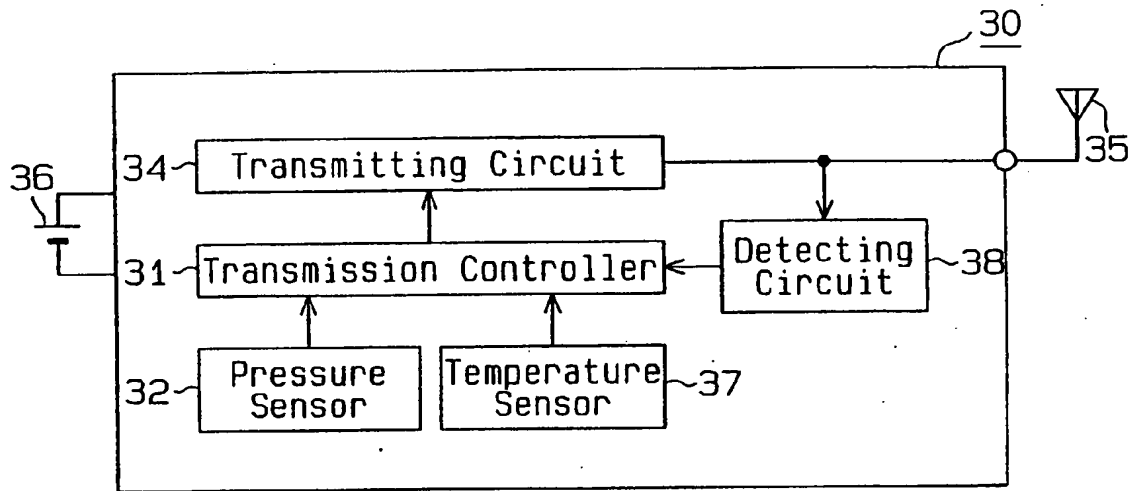 30
35
36
34
Transmitting Circuit
31
Transmission Controller
Detecting
Circuit
38
32
Pressure
Sensor
Temperature
Sensor
37